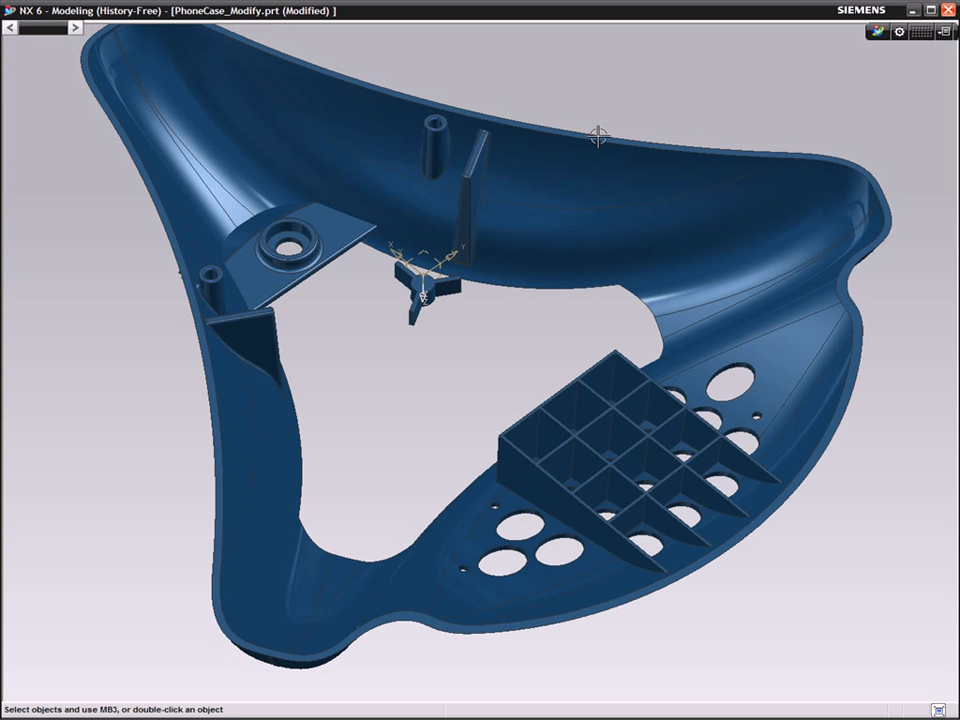 NX 6 - Modeling (History-Free) - [PhoneCase_Modify.prt (Modified) ]
SIEMENS
X
Y
Select objects and use MB3, or double-click an object